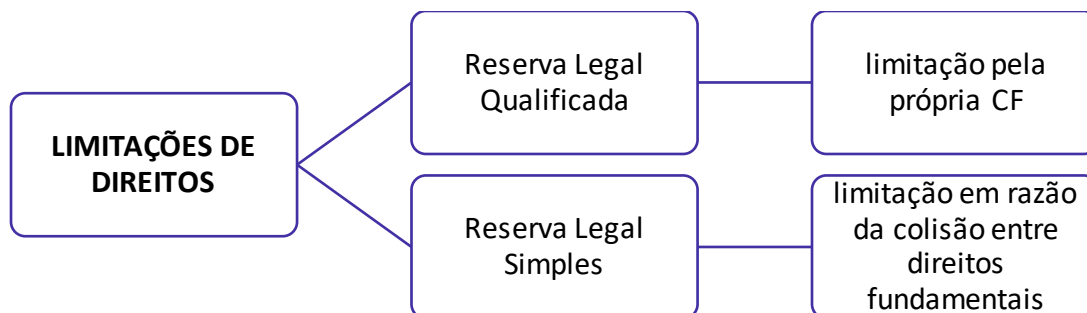 LIMITAÇÕES DE
DIREITOS
Reserva Legal
Qualificada
limitação pela
própria CF
Reserva Legal
Simples
limitação em razão
da colisão entre
direitos
fundamentais